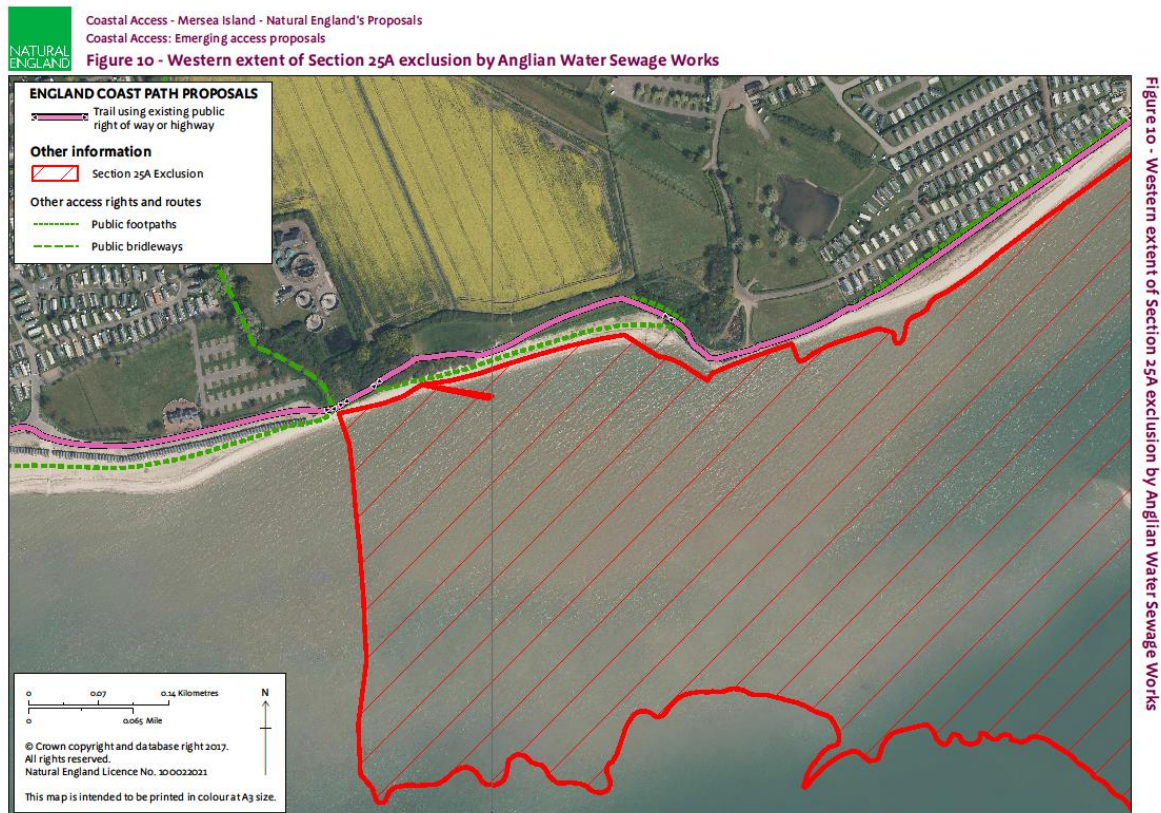 NATURAL
ENGLAND
Coastal Access - Mersea Island - Natural England's Proposals
Coastal Access: Emerging access proposals
Figure 10 - Western extent of Section 25A exclusion by Anglian Water Sewage Works
ENGLAND COAST PATH PROPOSALS
Trail using existing public
right of way or highway
Other information
Section 25A Exclusion
Other access rights and routes
Public footpaths
Public bridleways
Figure 10 - Western extent of Section 25A exclusion by Anglian Water Sewage Works
0 0.07 0.14 Kilometres
0 0.065 Mile
N
© Crown copyright and database right 2017.
All rights reserved.
Natural England Licence No. 100022021
This map is intended to be printed in colour at A3 size.